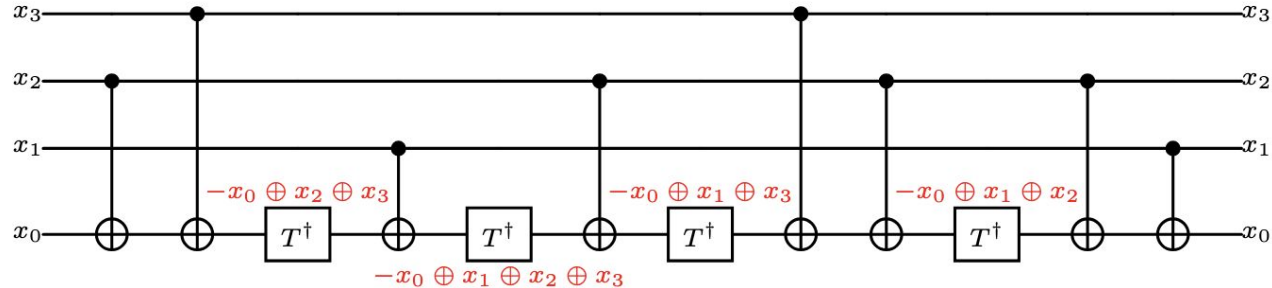 x₃ x₃
x₂ x₂
x₁ x₁
−x₀ ⊕ x₂ ⊕ x₃ −x₀ ⊕ x₁ ⊕ x₃ −x₀ ⊕ x₁ ⊕ x₂
x₀ T† T† T† T† x₀
−x₀ ⊕ x₁ ⊕ x₂ ⊕ x₃